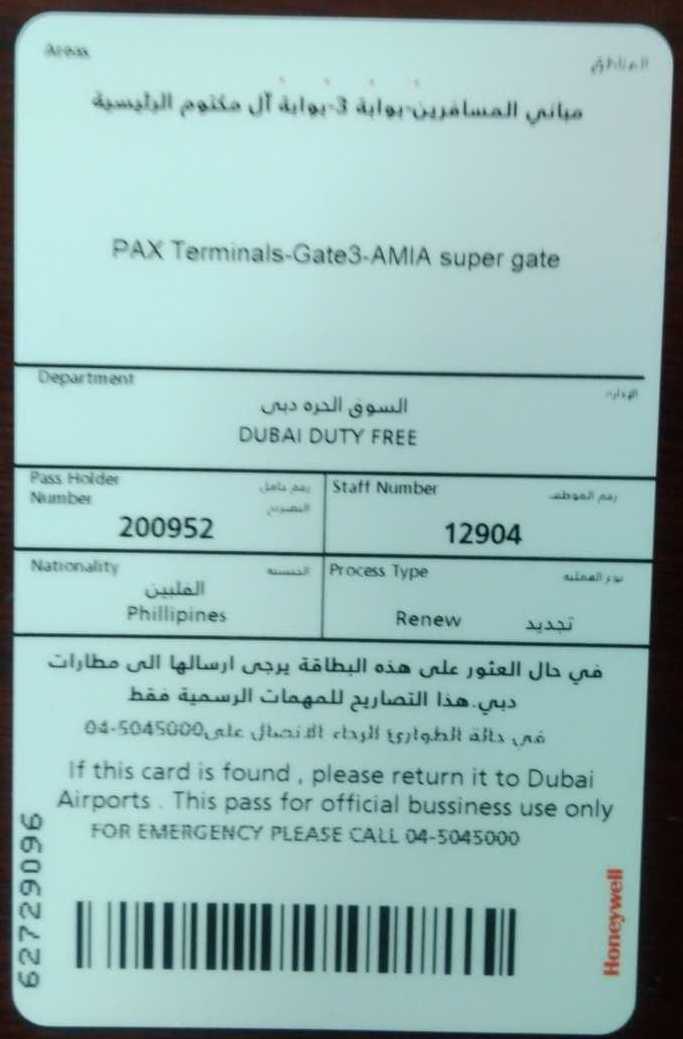 Areas المناطق
مباني المسافرين-بوابة 3-بوابة آل مكتوم الرئيسية
PAX Terminals-Gate3-AMIA super gate
Department الإدارة
السوق الحره دبى
DUBAI DUTY FREE
Pass Holder Number رقم حامل التصريح
200952
Staff Number رقم الموظف
12904
Nationality الجنسية
الفلبين
Phillipines
Process Type نوع العملية
Renew تجديد
في حال العثور على هذه البطاقة يرجى ارسالها الى مطارات
دبي.هذا التصاريح للمهمات الرسمية فقط
في حالة الطوارئ الرجاء الاتصال على04-5045000
If this card is found , please return it to Dubai
Airports . This pass for official bussiness use only
FOR EMERGENCY PLEASE CALL 04-5045000
62729096
Honeywell